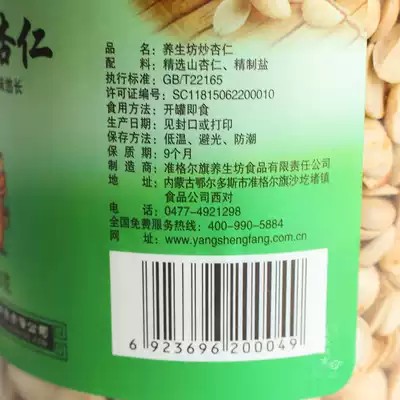 杏仁
品　　名：养生坊炒杏仁
配　　料：精选山杏仁、精制盐
执行标准：GB/T22165
许可证编号：SC11815062200010
食用方法：开罐即食
生产日期：见封口或打印
保存方法：低温、避光、防潮
保 质 期：9个月
制 造 商：准格尔旗养生坊食品有限责任公司
地　　址：内蒙古鄂尔多斯市准格尔旗沙圪堵镇
食品公司西对
电　　话：0477-4921298
全国免费服务热线：400-990-5884
网　　址：www.yangshengfang.com.cn
6 923696 200049